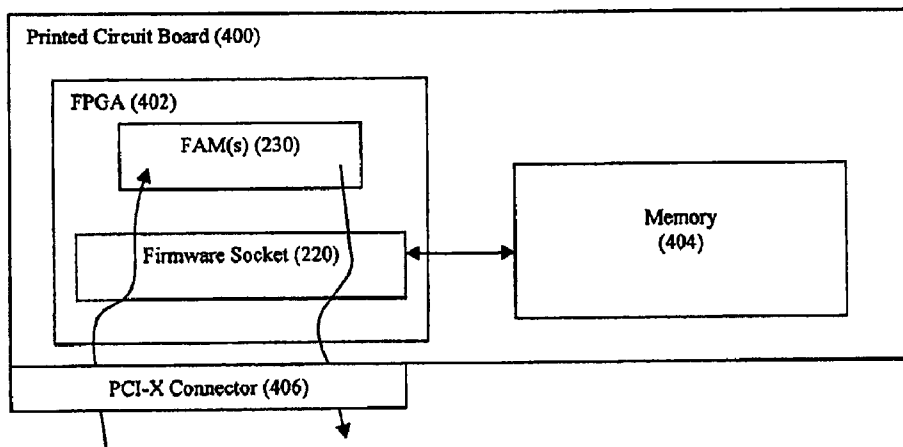 Printed Circuit Board (400)
FPGA (402)
FAM(s) (230)
Firmware Socket (220)
Memory
(404)
PCI-X Connector (406)